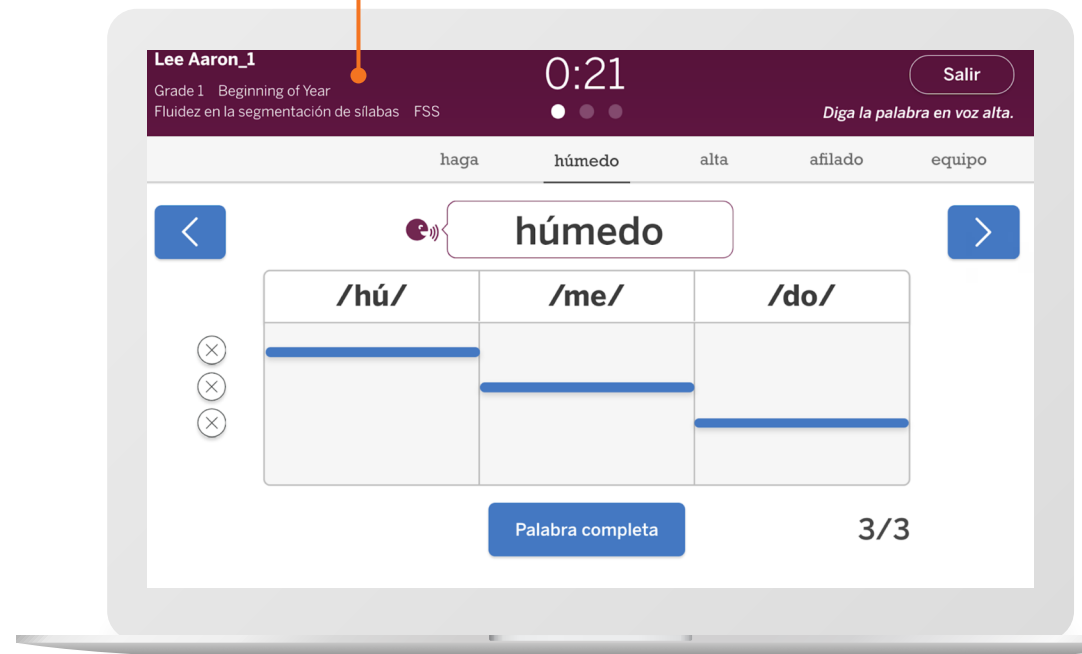 Lee Aaron_1
Grade 1 Beginning of Year
Fluidez en la segmentación de sílabas FSS
0:21
Salir
Diga la palabra en voz alta.
haga húmedo alta afilado equipo
húmedo
/hú/ /me/ /do/
Palabra completa
3/3